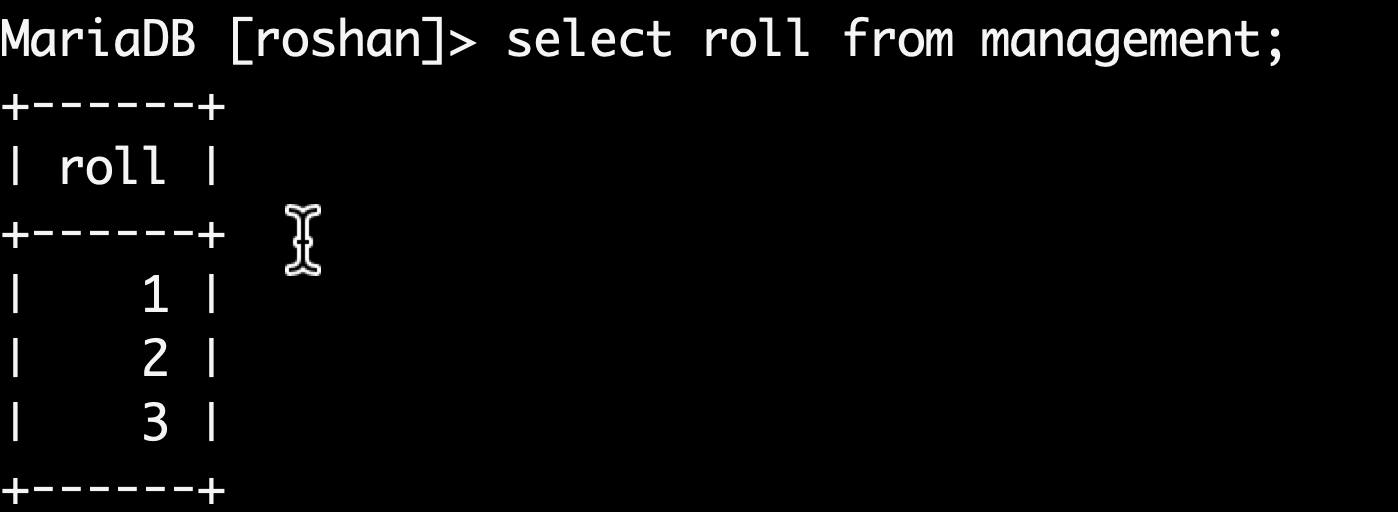 MariaDB [roshan]> select roll from management;
+------+
| roll |
+------+
|    1 |
|    2 |
|    3 |
+------+